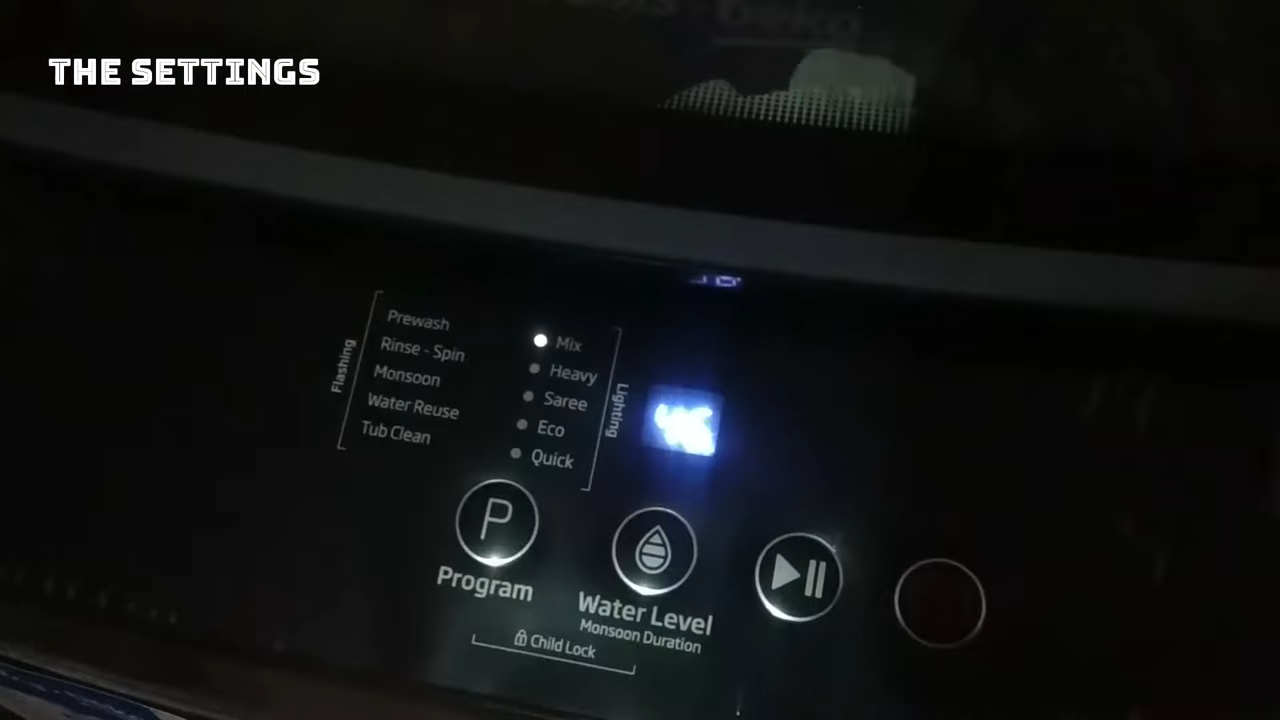 THE SETTINGS
Flashing
Prewash
Rinse - Spin
Monsoon
Water Reuse
Tub Clean
Mix
Heavy
Saree
Eco
Quick
Lighting
P
Program
Water Level
Monsoon Duration
Child Lock